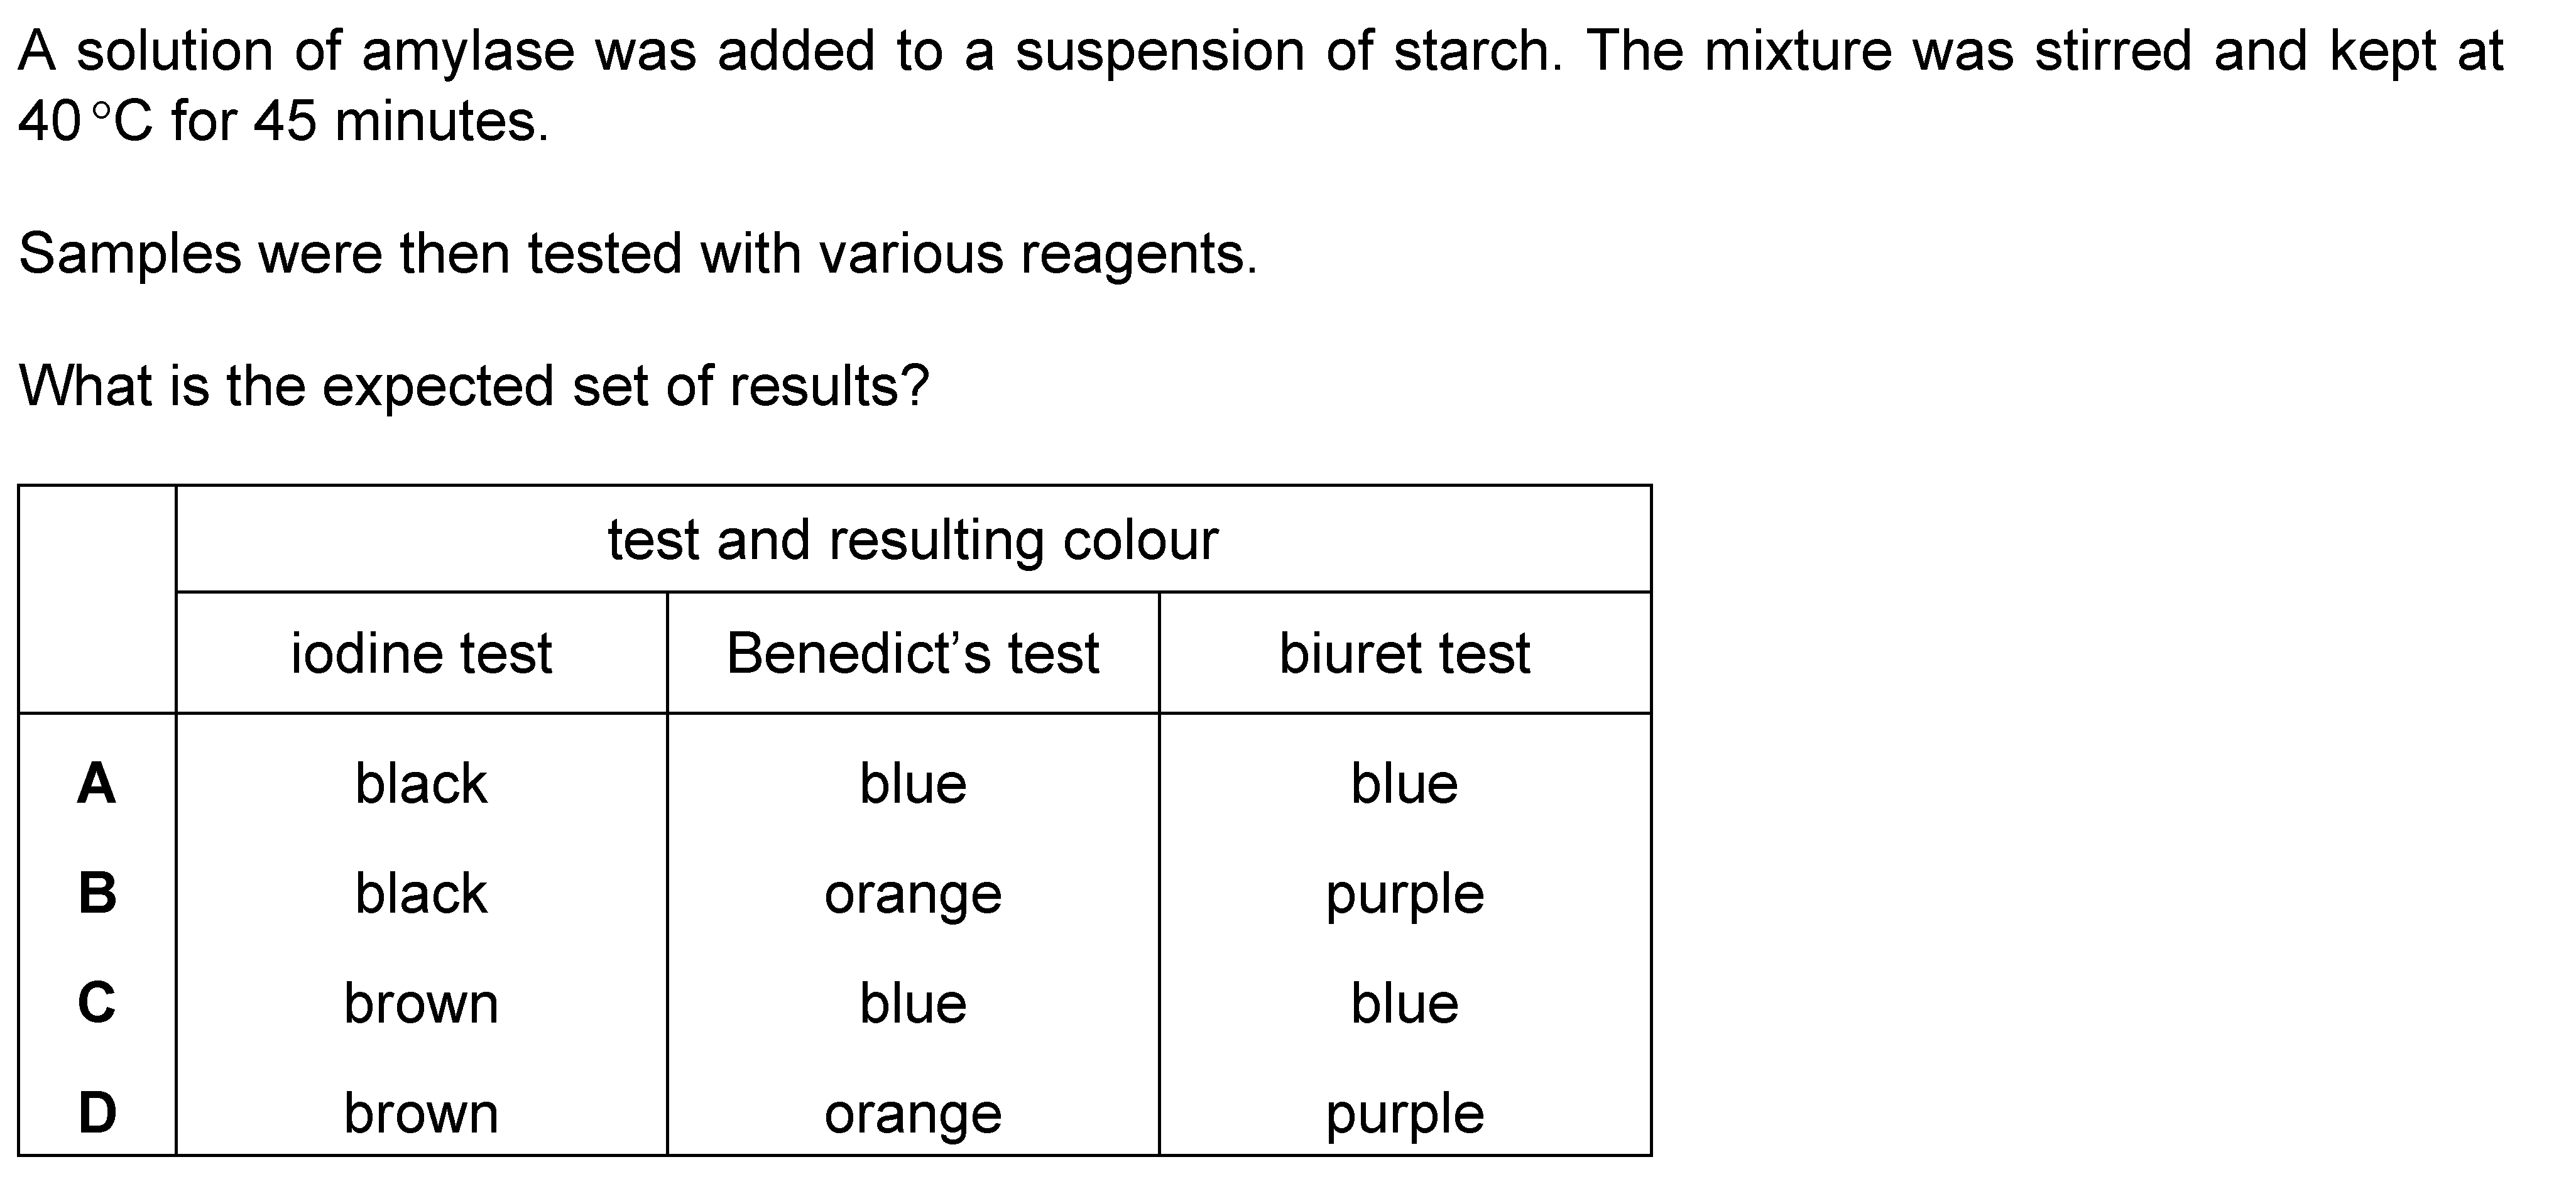 A solution of amylase was added to a suspension of starch. The mixture was stirred and kept at
40 °C for 45 minutes.
Samples were then tested with various reagents.
What is the expected set of results?
test and resulting colour
iodine test Benedict’s test biuret test
A black blue blue
B black orange purple
C brown blue blue
D brown orange purple